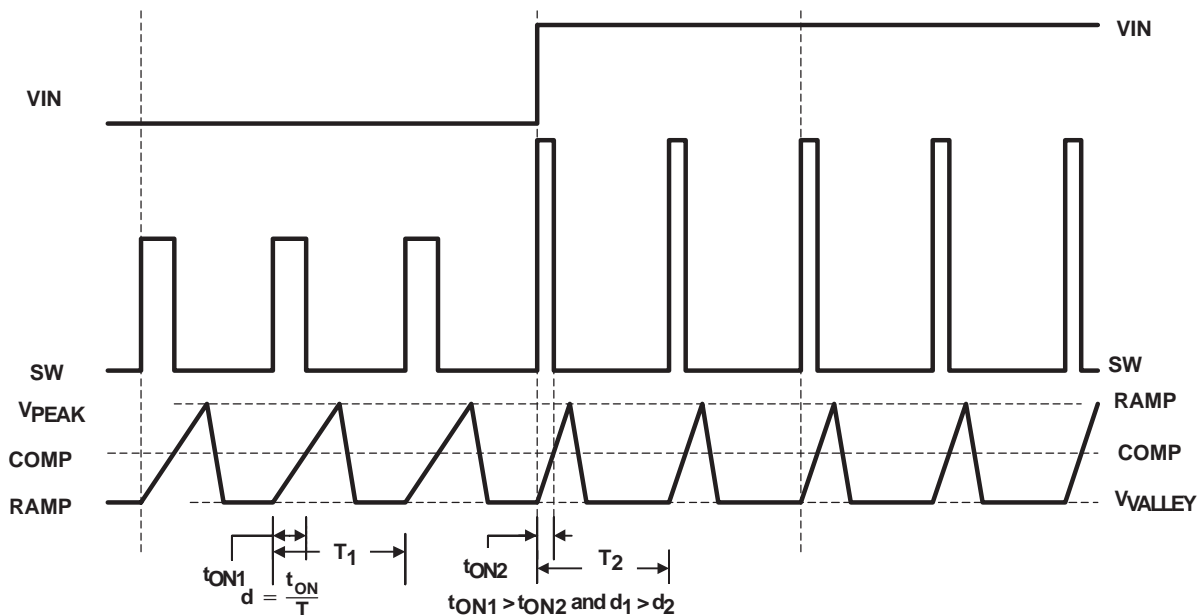 VIN
VIN
SW
SW
VPEAK
RAMP
COMP
COMP
RAMP
VVALLEY
tON1
T1
tON2
T2
d = tON/T
tON1 > tON2 and d1 > d2